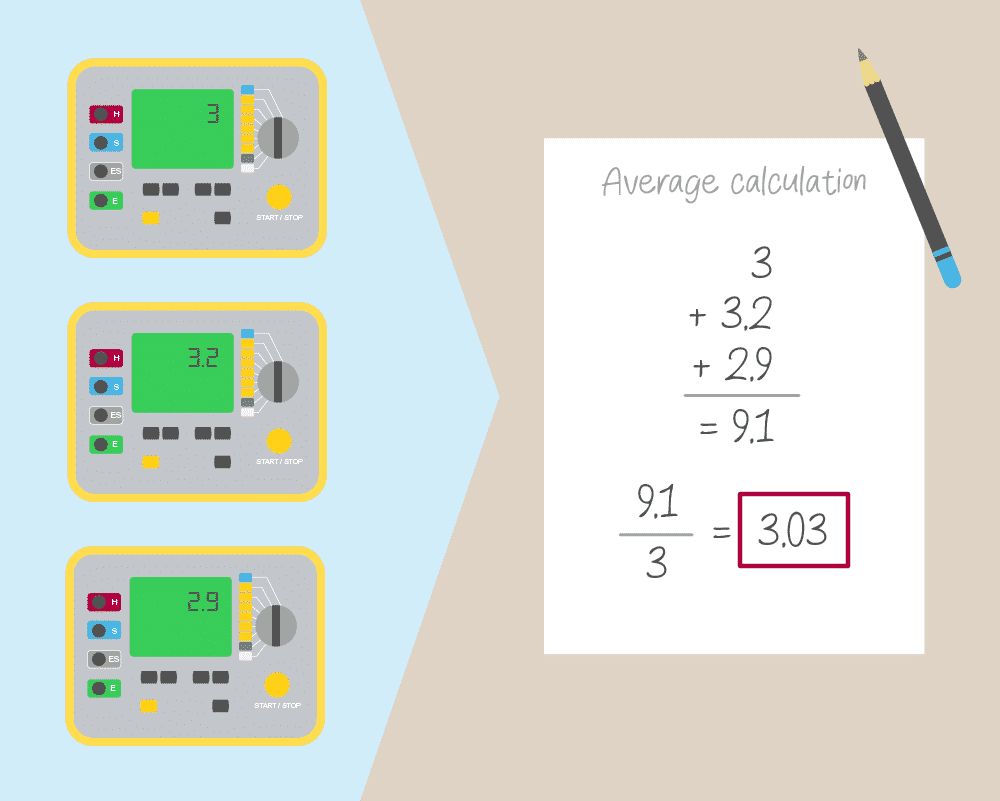 3
H
S
ES
E
START / STOP
3.2
H
S
ES
E
START / STOP
2.9
H
S
ES
E
START / STOP
Average calculation
3
+ 3.2
+ 2.9
= 9.1
9.1
3
= 3.03